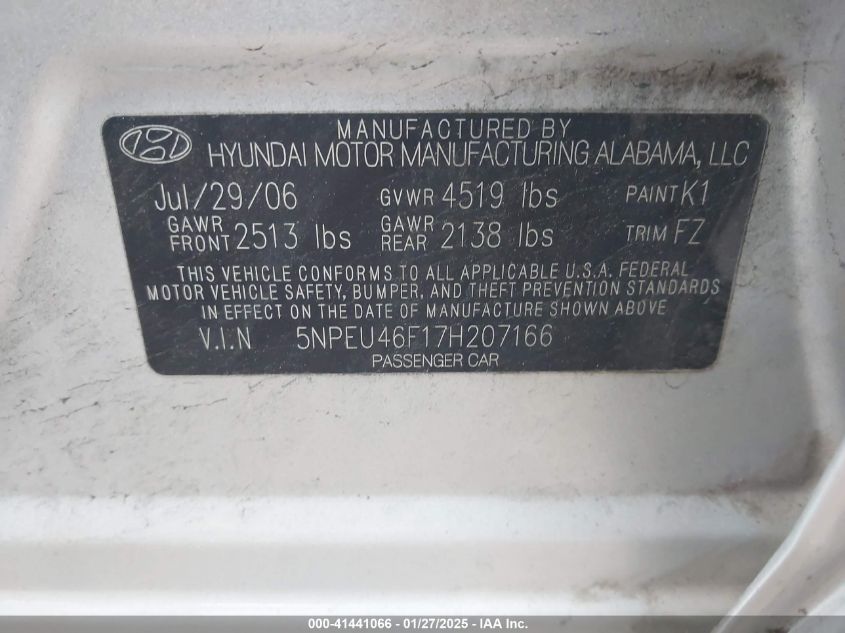 MANUFACTURED BY
HYUNDAI MOTOR MANUFACTURING ALABAMA, LLC
Jul/29/06 GVWR 4519 lbs PAINT K1
GAWR FRONT 2513 lbs GAWR REAR 2138 lbs TRIM FZ
THIS VEHICLE CONFORMS TO ALL APPLICABLE U.S.A. FEDERAL
MOTOR VEHICLE SAFETY, BUMPER, AND THEFT PREVENTION STANDARDS
IN EFFECT ON THE DATE OF MANUFACTURE SHOWN ABOVE
V.I.N 5NPEU46F17H207166
PASSENGER CAR
000-41441066 - 01/27/2025 - IAA Inc.